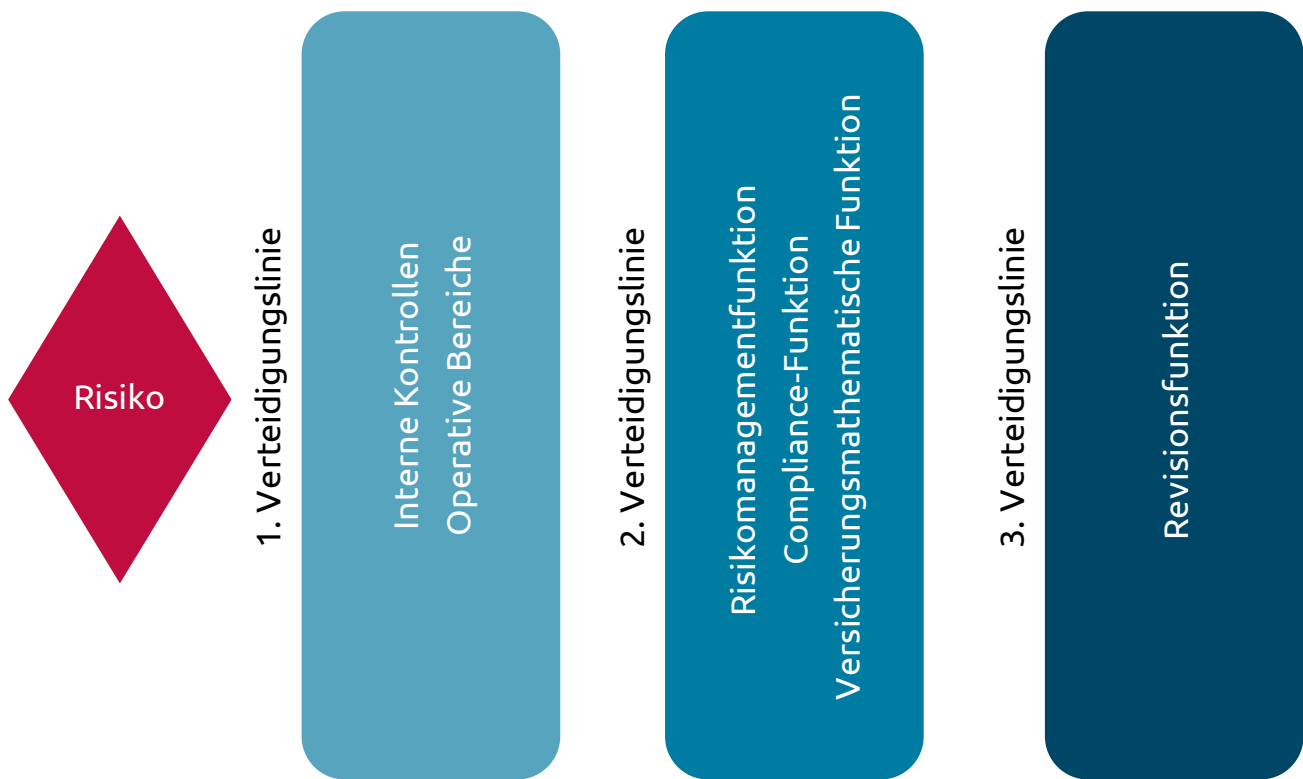 Risiko
1. Verteidigungslinie
Interne Kontrollen
Operative Bereiche
2. Verteidigungslinie
Risikomanagementfunktion
Compliance-Funktion
Versicherungsmathematische Funktion
3. Verteidigungslinie
Revisionsfunktion